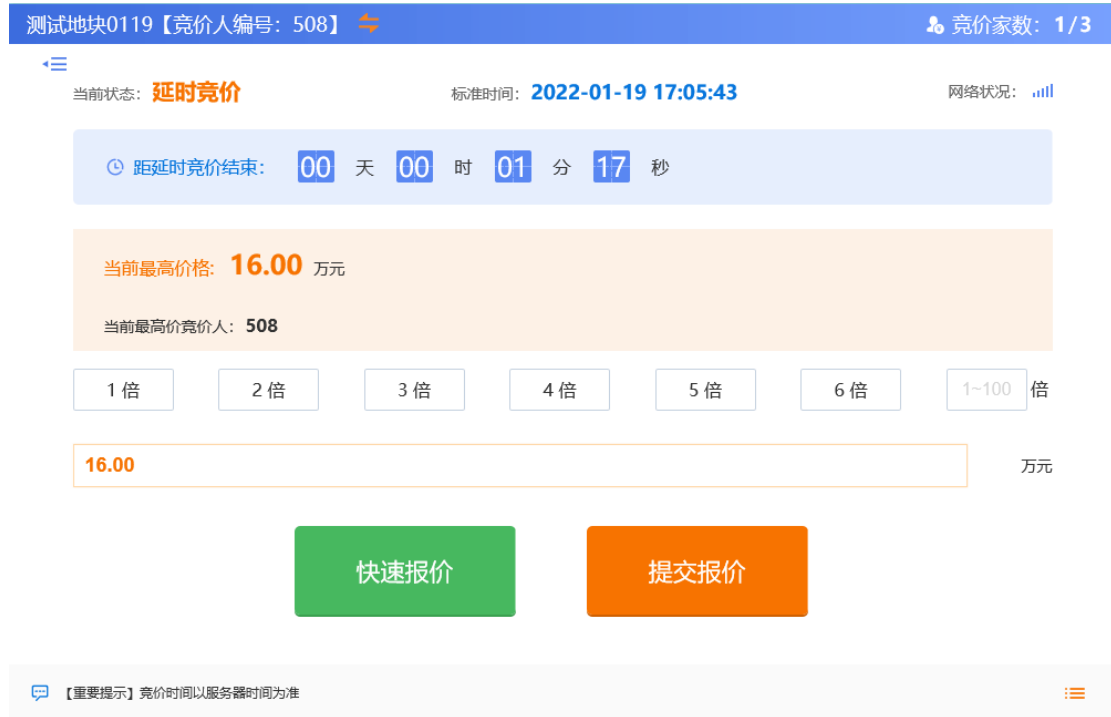 测试地块0119【竞价人编号：508】 竞价家数：1/3
当前状态：延时竞价 标准时间：2022-01-19 17:05:43 网络状况：
距延时竞价结束： 00 天 00 时 01 分 17 秒
当前最高价格: 16.00 万元
当前最高价竞价人：508
1 倍 2 倍 3 倍 4 倍 5 倍 6 倍 1~100 倍
16.00 万元
快速报价 提交报价
【重要提示】竞价时间以服务器时间为准